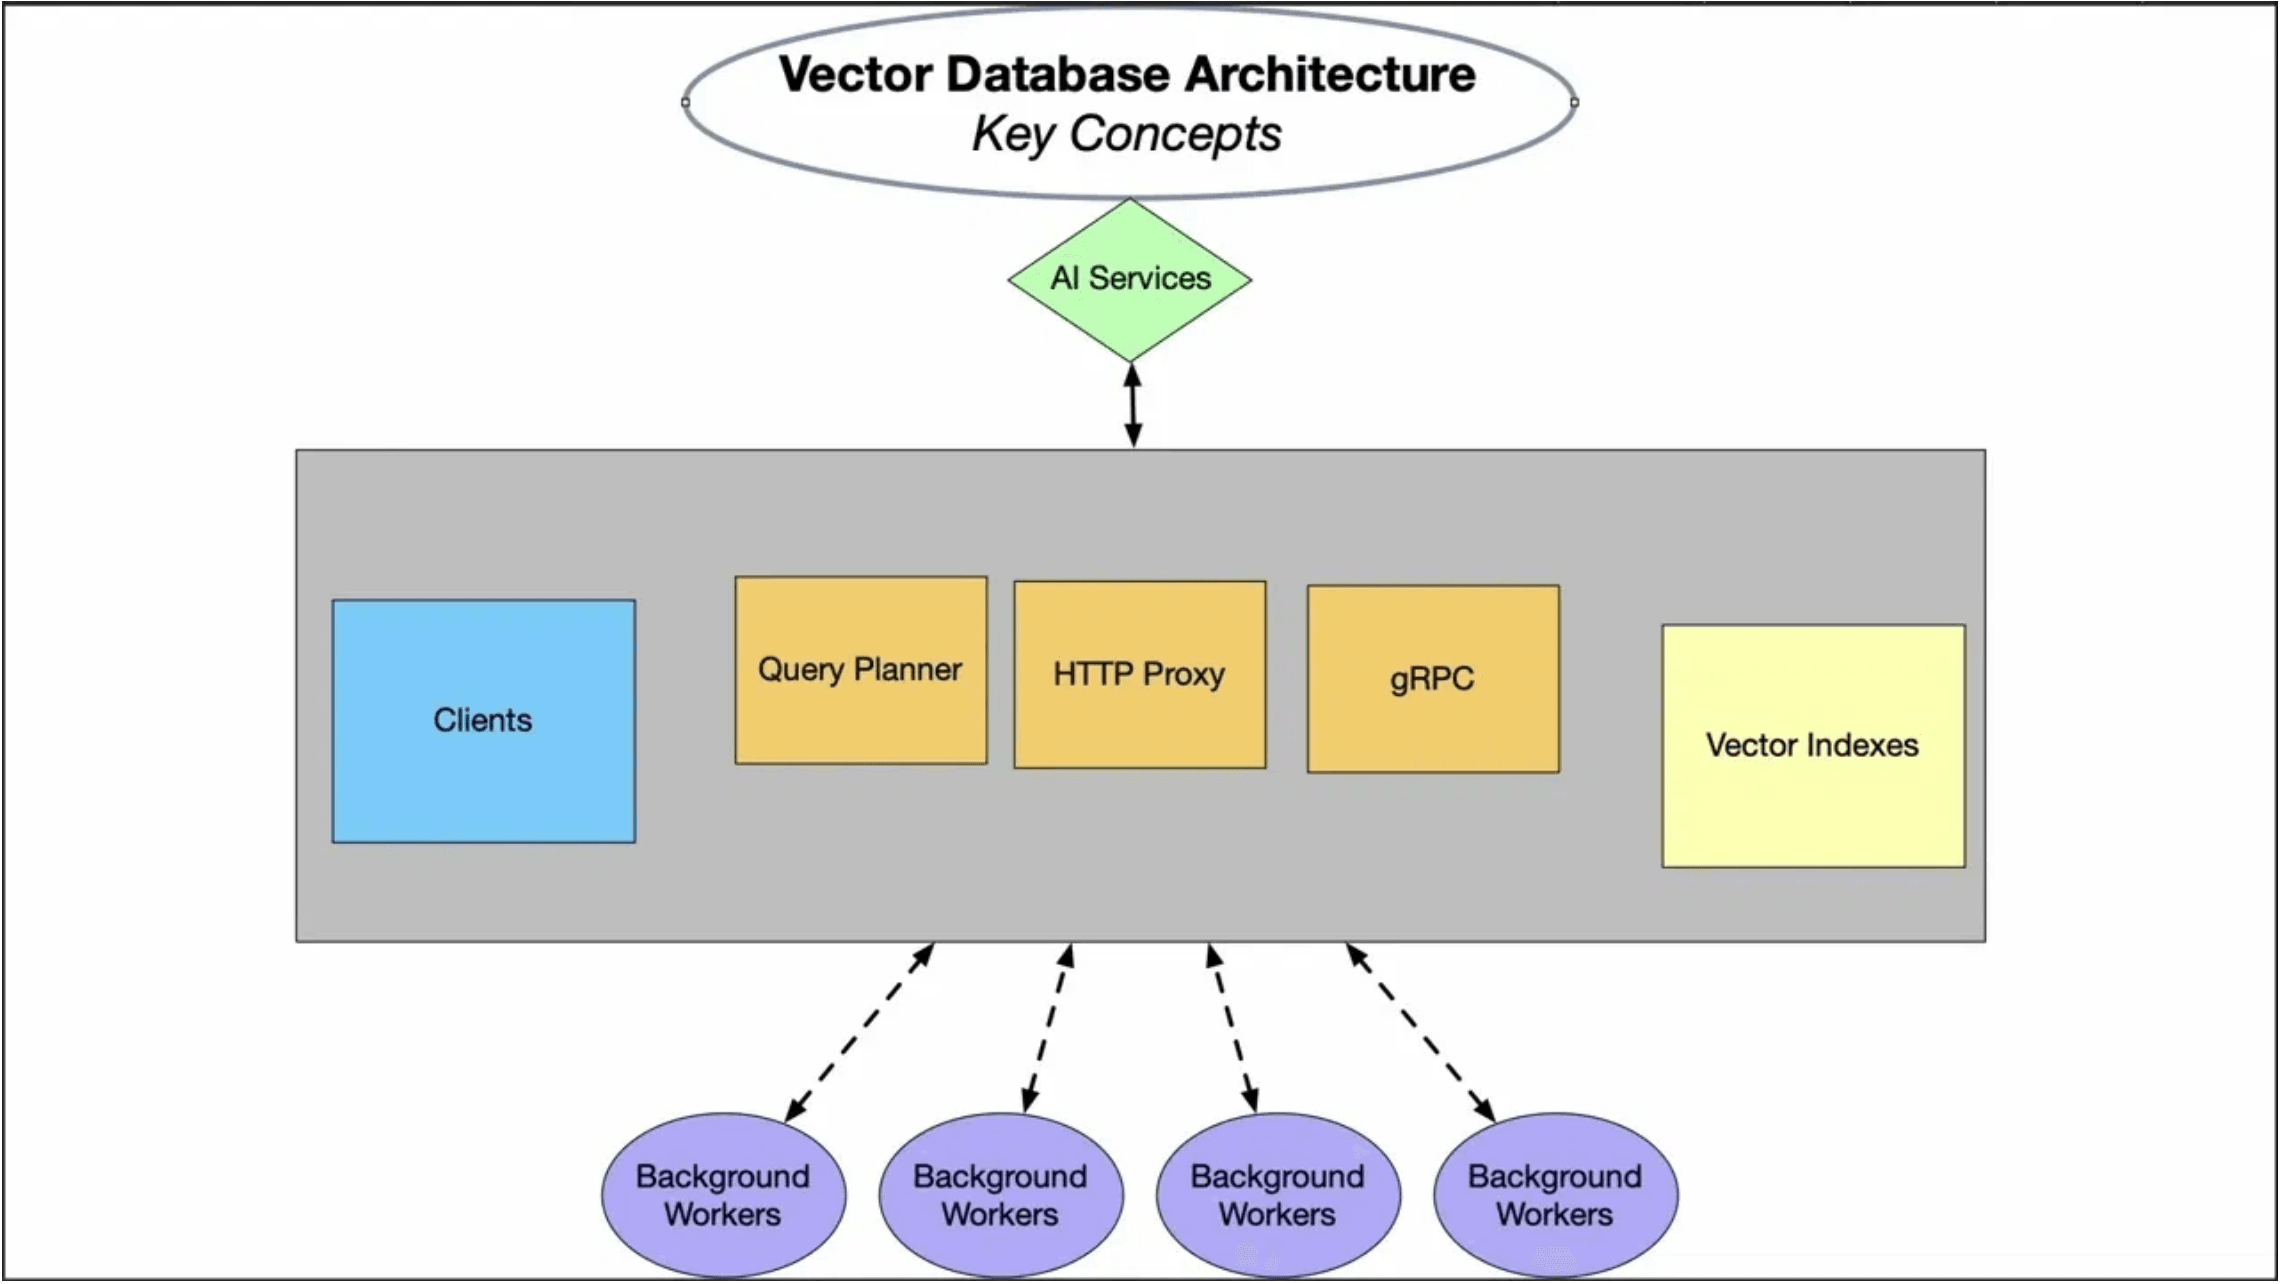 Vector Database Architecture
Key Concepts
AI Services
Clients
Query Planner
HTTP Proxy
gRPC
Vector Indexes
Background
Workers
Background
Workers
Background
Workers
Background
Workers